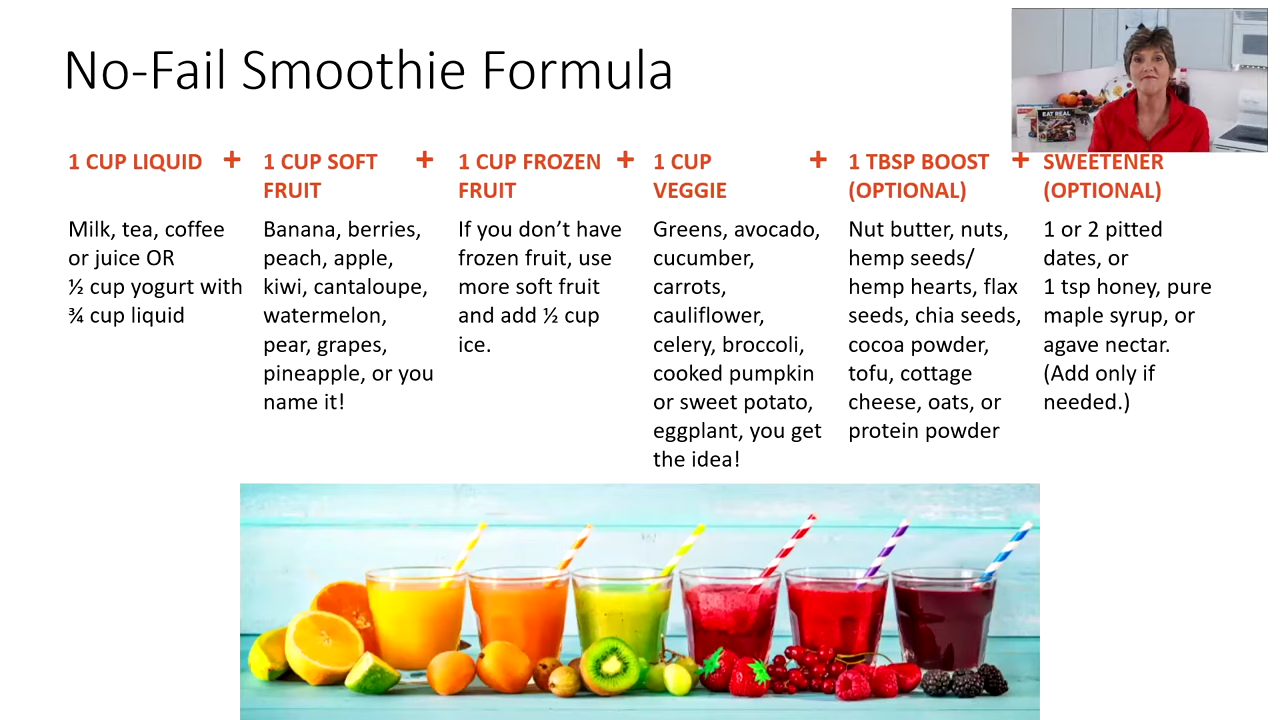 No-Fail Smoothie Formula
EAT REAL
1 CUP LIQUID +
Milk, tea, coffee
or juice OR
½ cup yogurt with
¾ cup liquid
1 CUP SOFT +
FRUIT
Banana, berries,
peach, apple,
kiwi, cantaloupe,
watermelon,
pear, grapes,
pineapple, or you
name it!
1 CUP FROZEN +
FRUIT
If you don’t have
frozen fruit, use
more soft fruit
and add ½ cup
ice.
1 CUP +
VEGGIE
Greens, avocado,
cucumber,
carrots,
cauliflower,
celery, broccoli,
cooked pumpkin
or sweet potato,
eggplant, you get
the idea!
1 TBSP BOOST +
(OPTIONAL)
Nut butter, nuts,
hemp seeds/
hemp hearts, flax
seeds, chia seeds,
cocoa powder,
tofu, cottage
cheese, oats, or
protein powder
SWEETENER
(OPTIONAL)
1 or 2 pitted
dates, or
1 tsp honey, pure
maple syrup, or
agave nectar.
(Add only if
needed.)